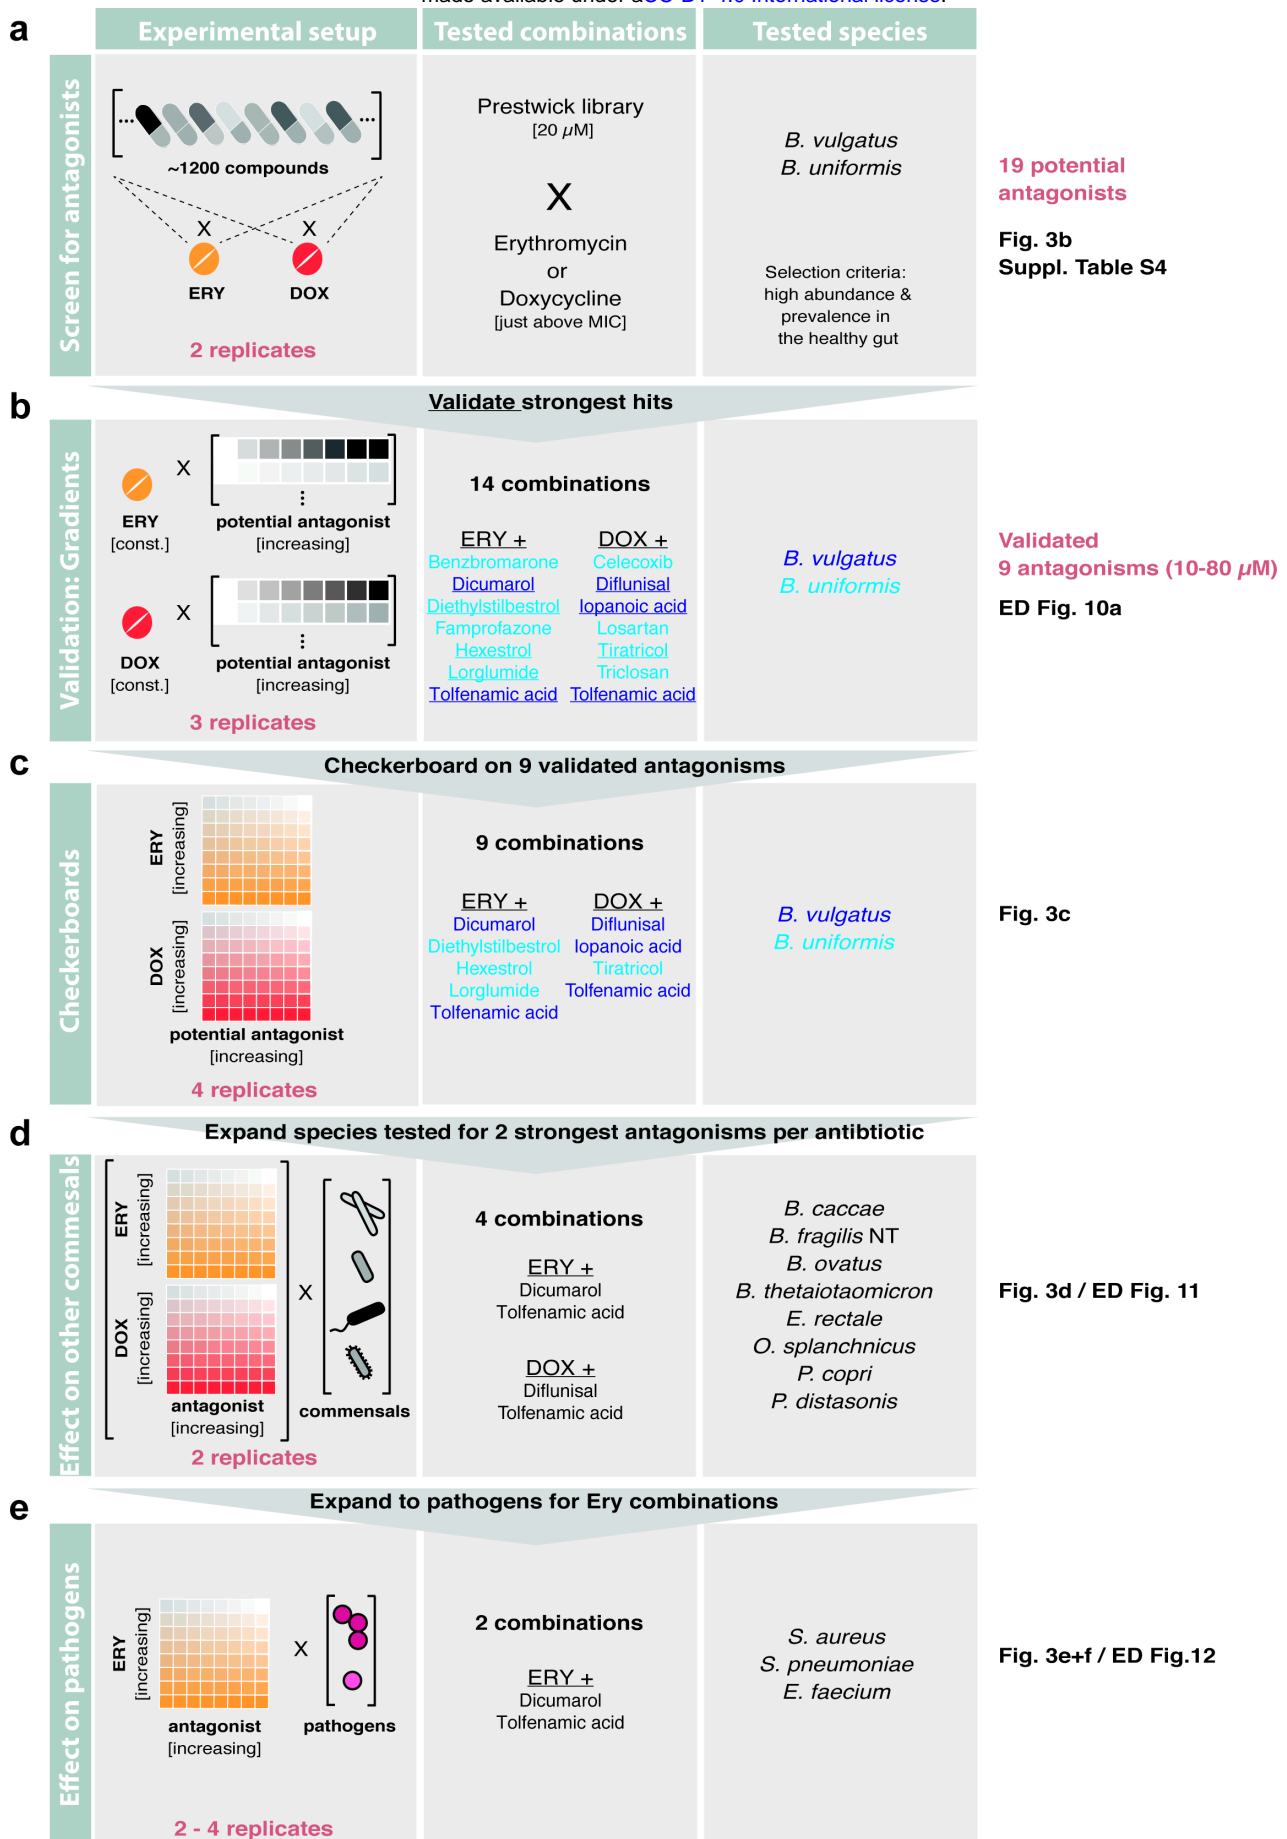 made available under aCC-BY 4.0 International license.
a
Experimental setup
Tested combinations
Tested species
Screen for antagonists
... ...
~1200 compounds
X X
ERY DOX
2 replicates
Prestwick library
[20 µM]
X
Erythromycin
or
Doxycycline
[just above MIC]
B. vulgatus
B. uniformis
Selection criteria:
high abundance &
prevalence in
the healthy gut
19 potential
antagonists
Fig. 3b
Suppl. Table S4
b
Validate strongest hits
Validation: Gradients
X
ERY
[const.]
potential antagonist
[increasing]
X
DOX
[const.]
potential antagonist
[increasing]
3 replicates
14 combinations
ERY +
Benzbromarone
Dicumarol
Diethylstilbestrol
Famprofazone
Hexestrol
Lorglumide
Tolfenamic acid
DOX +
Celecoxib
Diflunisal
Iopanoic acid
Losartan
Tiratricol
Triclosan
Tolfenamic acid
B. vulgatus
B. uniformis
Validated
9 antagonisms (10-80 µM)
ED Fig. 10a
c
Checkerboard on 9 validated antagonisms
Checkerboards
ERY
[increasing]
DOX
[increasing]
potential antagonist
[increasing]
4 replicates
9 combinations
ERY +
Dicumarol
Diethylstilbestrol
Hexestrol
Lorglumide
Tolfenamic acid
DOX +
Diflunisal
Iopanoic acid
Tiratricol
Tolfenamic acid
B. vulgatus
B. uniformis
Fig. 3c
d
Expand species tested for 2 strongest antagonisms per antibtiotic
Effect on other commesals
ERY
[increasing]
DOX
[increasing]
antagonist
[increasing]
X
commensals
2 replicates
4 combinations
ERY +
Dicumarol
Tolfenamic acid
DOX +
Diflunisal
Tolfenamic acid
B. caccae
B. fragilis NT
B. ovatus
B. thetaiotaomicron
E. rectale
O. splanchnicus
P. copri
P. distasonis
Fig. 3d / ED Fig. 11
e
Expand to pathogens for Ery combinations
Effect on pathogens
ERY
[increasing]
antagonist
[increasing]
X
pathogens
2 - 4 replicates
2 combinations
ERY +
Dicumarol
Tolfenamic acid
S. aureus
S. pneumoniae
E. faecium
Fig. 3e+f / ED Fig.12